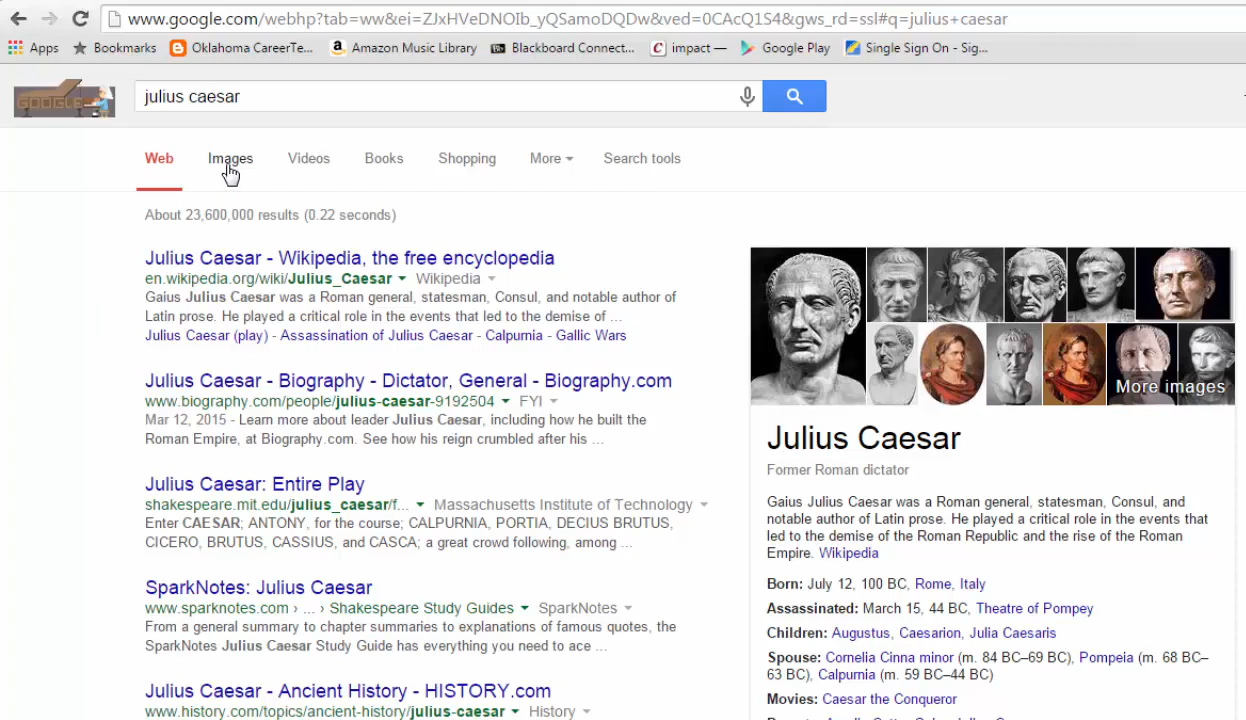 www.google.com/webhp?tab=ww&ei=ZJxHVeDNOIb_yQSamoDQDw&ved=0CAcQ1S4&gws_rd=ssl#q=julius+caesar
Apps Bookmarks Oklahoma CareerTe... Amazon Music Library Blackboard Connect... impact — Google Play Single Sign On - Sig...
GOOGLE
julius caesar
Web Images Videos Books Shopping More Search tools
About 23,600,000 results (0.22 seconds)
Julius Caesar - Wikipedia, the free encyclopedia
en.wikipedia.org/wiki/Julius_Caesar Wikipedia
Gaius Julius Caesar was a Roman general, statesman, Consul, and notable author of
Latin prose. He played a critical role in the events that led to the demise of ...
Julius Caesar (play) - Assassination of Julius Caesar - Calpurnia - Gallic Wars
Julius Caesar - Biography - Dictator, General - Biography.com
www.biography.com/people/julius-caesar-9192504 FYI
Mar 12, 2015 - Learn more about leader Julius Caesar, including how he built the
Roman Empire, at Biography.com. See how his reign crumbled after his ...
Julius Caesar: Entire Play
shakespeare.mit.edu/julius_caesar/f... Massachusetts Institute of Technology
Enter CAESAR; ANTONY, for the course; CALPURNIA, PORTIA, DECIUS BRUTUS,
CICERO, BRUTUS, CASSIUS, and CASCA; a great crowd following, among ...
SparkNotes: Julius Caesar
www.sparknotes.com › ... › Shakespeare Study Guides SparkNotes
From a general summary to chapter summaries to explanations of famous quotes, the
SparkNotes Julius Caesar Study Guide has everything you need to ace ...
Julius Caesar - Ancient History - HISTORY.com
www.history.com/topics/ancient-history/julius-caesar History
More images
Julius Caesar
Former Roman dictator
Gaius Julius Caesar was a Roman general, statesman, Consul, and
notable author of Latin prose. He played a critical role in the events that
led to the demise of the Roman Republic and the rise of the Roman
Empire. Wikipedia
Born: July 12, 100 BC, Rome, Italy
Assassinated: March 15, 44 BC, Theatre of Pompey
Children: Augustus, Caesarion, Julia Caesaris
Spouse: Cornelia Cinna minor (m. 84 BC–69 BC), Pompeia (m. 68 BC–
63 BC), Calpurnia (m. 59 BC–44 BC)
Movies: Caesar the Conqueror